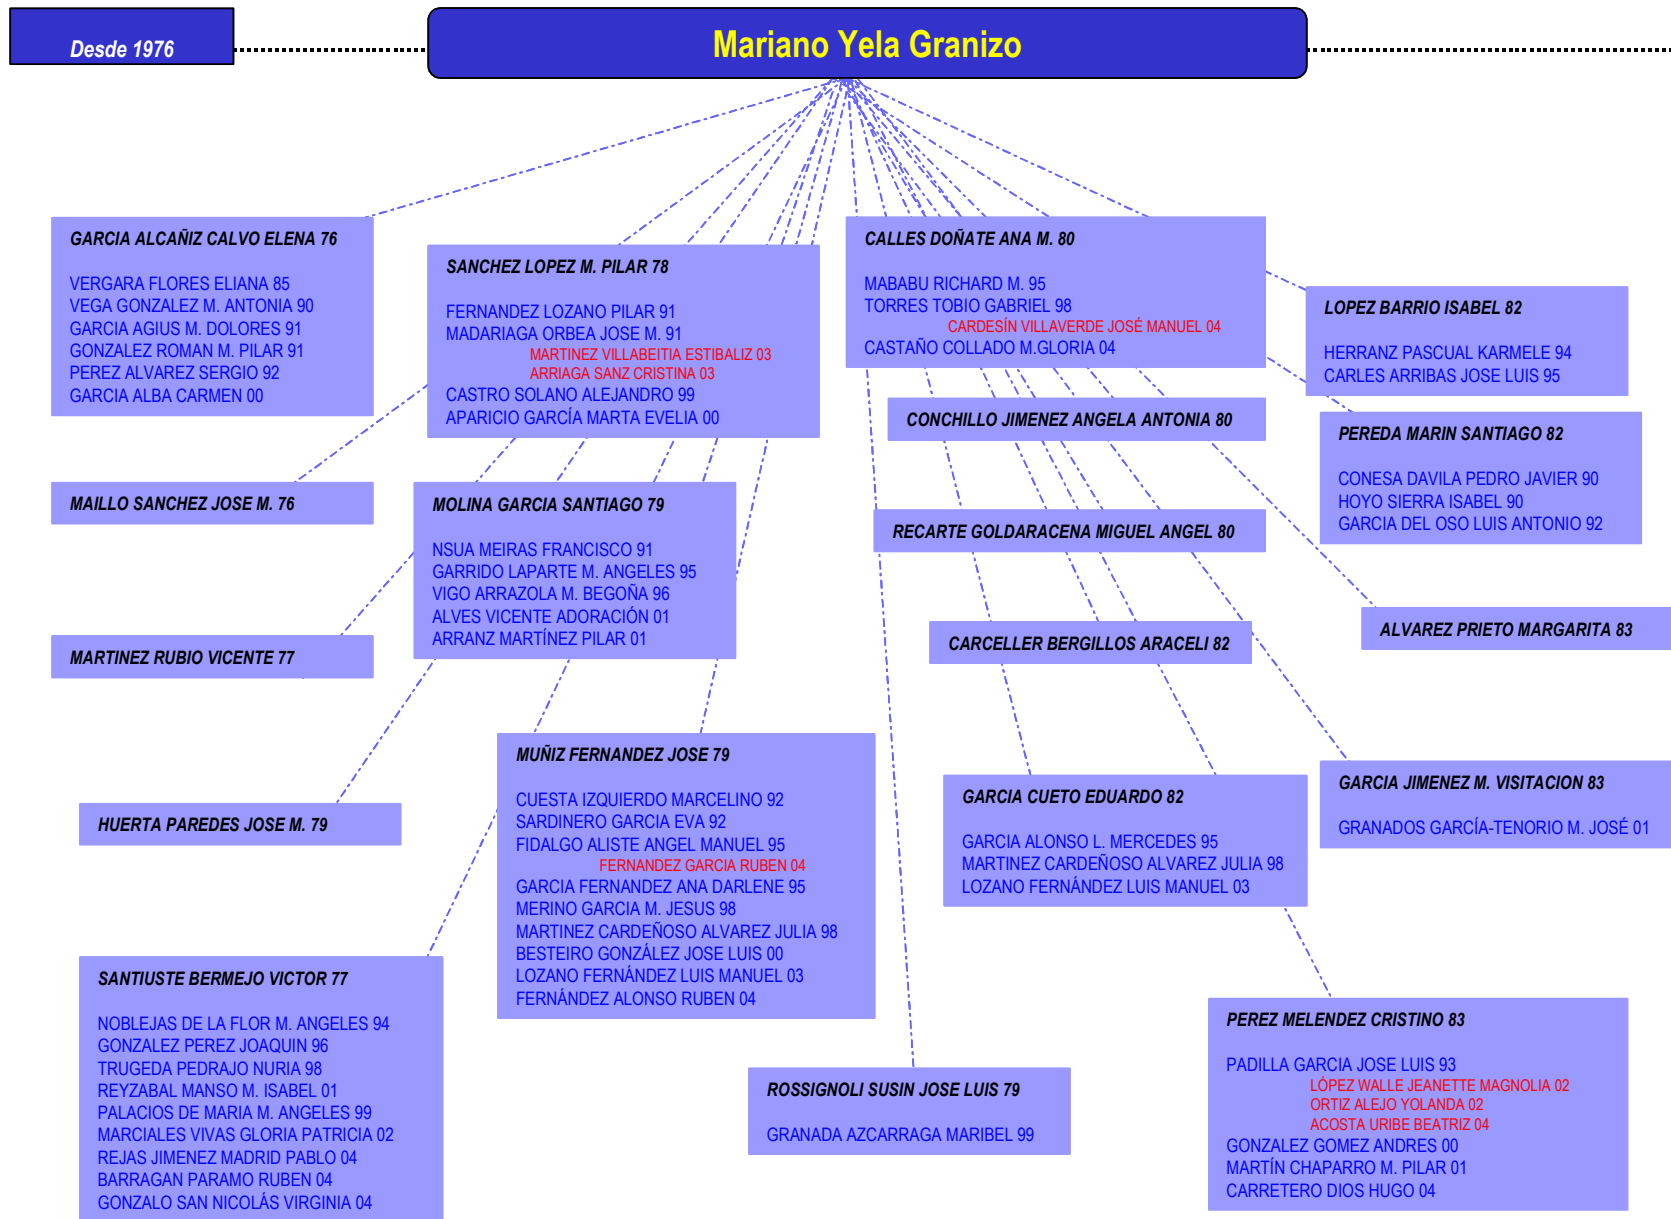 Desde 1976
Mariano Yela Granizo
GARCIA ALCAÑIZ CALVO ELENA 76
VERGARA FLORES ELIANA 85
VEGA GONZALEZ M. ANTONIA 90
GARCIA AGIUS M. DOLORES 91
GONZALEZ ROMAN M. PILAR 91
PEREZ ALVAREZ SERGIO 92
GARCIA ALBA CARMEN 00
MAILLO SANCHEZ JOSE M. 76
MARTINEZ RUBIO VICENTE 77
HUERTA PAREDES JOSE M. 79
SANTIUSTE BERMEJO VICTOR 77
NOBLEJAS DE LA FLOR M. ANGELES 94
GONZALEZ PEREZ JOAQUIN 96
TRUGEDA PEDRAJO NURIA 98
REYZABAL MANSO M. ISABEL 01
PALACIOS DE MARIA M. ANGELES 99
MARCIALES VIVAS GLORIA PATRICIA 02
REJAS JIMENEZ MADRID PABLO 04
BARRAGAN PARAMO RUBEN 04
GONZALO SAN NICOLÁS VIRGINIA 04
SANCHEZ LOPEZ M. PILAR 78
FERNANDEZ LOZANO PILAR 91
MADARIAGA ORBEA JOSE M. 91
MARTINEZ VILLABEITIA ESTIBALIZ 03
ARRIAGA SANZ CRISTINA 03
CASTRO SOLANO ALEJANDRO 99
APARICIO GARCÍA MARTA EVELIA 00
MOLINA GARCIA SANTIAGO 79
NSUA MEIRAS FRANCISCO 91
GARRIDO LAPARTE M. ANGELES 95
VIGO ARRAZOLA M. BEGOÑA 96
ALVES VICENTE ADORACIÓN 01
ARRANZ MARTÍNEZ PILAR 01
MUÑIZ FERNANDEZ JOSE 79
CUESTA IZQUIERDO MARCELINO 92
SARDINERO GARCIA EVA 92
FIDALGO ALISTE ANGEL MANUEL 95
FERNANDEZ GARCIA RUBEN 04
GARCIA FERNANDEZ ANA DARLENE 95
MERINO GARCIA M. JESUS 98
MARTINEZ CARDEÑOSO ALVAREZ JULIA 98
BESTEIRO GONZÁLEZ JOSE LUIS 00
LOZANO FERNÁNDEZ LUIS MANUEL 03
FERNÁNDEZ ALONSO RUBEN 04
ROSSIGNOLI SUSIN JOSE LUIS 79
GRANADA AZCARRAGA MARIBEL 99
CALLES DOÑATE ANA M. 80
MABABU RICHARD M. 95
TORRES TOBIO GABRIEL 98
CARDESÍN VILLAVERDE JOSÉ MANUEL 04
CASTAÑO COLLADO M.GLORIA 04
CONCHILLO JIMENEZ ANGELA ANTONIA 80
RECARTE GOLDARACENA MIGUEL ANGEL 80
CARCELLER BERGILLOS ARACELI 82
GARCIA CUETO EDUARDO 82
GARCIA ALONSO L. MERCEDES 95
MARTINEZ CARDEÑOSO ALVAREZ JULIA 98
LOZANO FERNÁNDEZ LUIS MANUEL 03
LOPEZ BARRIO ISABEL 82
HERRANZ PASCUAL KARMELE 94
CARLES ARRIBAS JOSE LUIS 95
PEREDA MARIN SANTIAGO 82
CONESA DAVILA PEDRO JAVIER 90
HOYO SIERRA ISABEL 90
GARCIA DEL OSO LUIS ANTONIO 92
ALVAREZ PRIETO MARGARITA 83
GARCIA JIMENEZ M. VISITACION 83
GRANADOS GARCÍA-TENORIO M. JOSÉ 01
PEREZ MELENDEZ CRISTINO 83
PADILLA GARCIA JOSE LUIS 93
LÓPEZ WALLE JEANETTE MAGNOLIA 02
ORTIZ ALEJO YOLANDA 02
ACOSTA URIBE BEATRIZ 04
GONZALEZ GOMEZ ANDRES 00
MARTÍN CHAPARRO M. PILAR 01
CARRETERO DIOS HUGO 04